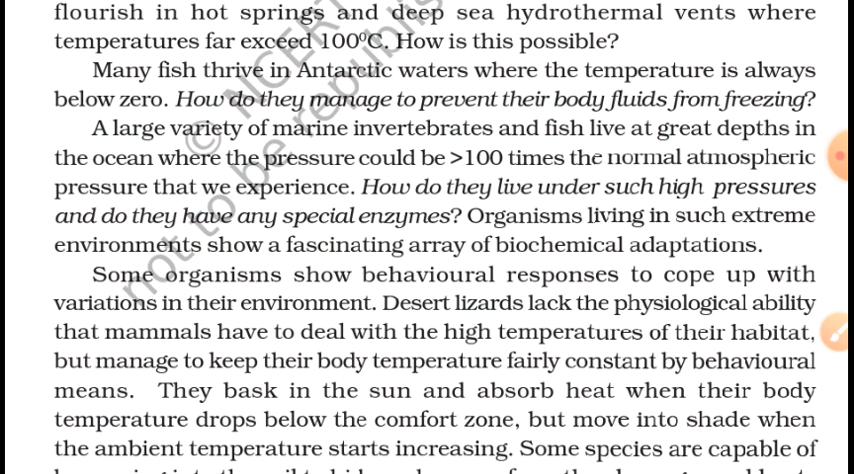 flourish in hot springs and deep sea hydrothermal vents where
temperatures far exceed 100⁰C. How is this possible?
Many fish thrive in Antarctic waters where the temperature is always
below zero. How do they manage to prevent their body fluids from freezing?
A large variety of marine invertebrates and fish live at great depths in
the ocean where the pressure could be >100 times the normal atmospheric
pressure that we experience. How do they live under such high pressures
and do they have any special enzymes? Organisms living in such extreme
environments show a fascinating array of biochemical adaptations.
Some organisms show behavioural responses to cope up with
variations in their environment. Desert lizards lack the physiological ability
that mammals have to deal with the high temperatures of their habitat,
but manage to keep their body temperature fairly constant by behavioural
means. They bask in the sun and absorb heat when their body
temperature drops below the comfort zone, but move into shade when
the ambient temperature starts increasing. Some species are capable of
© NCERT
not to be republis